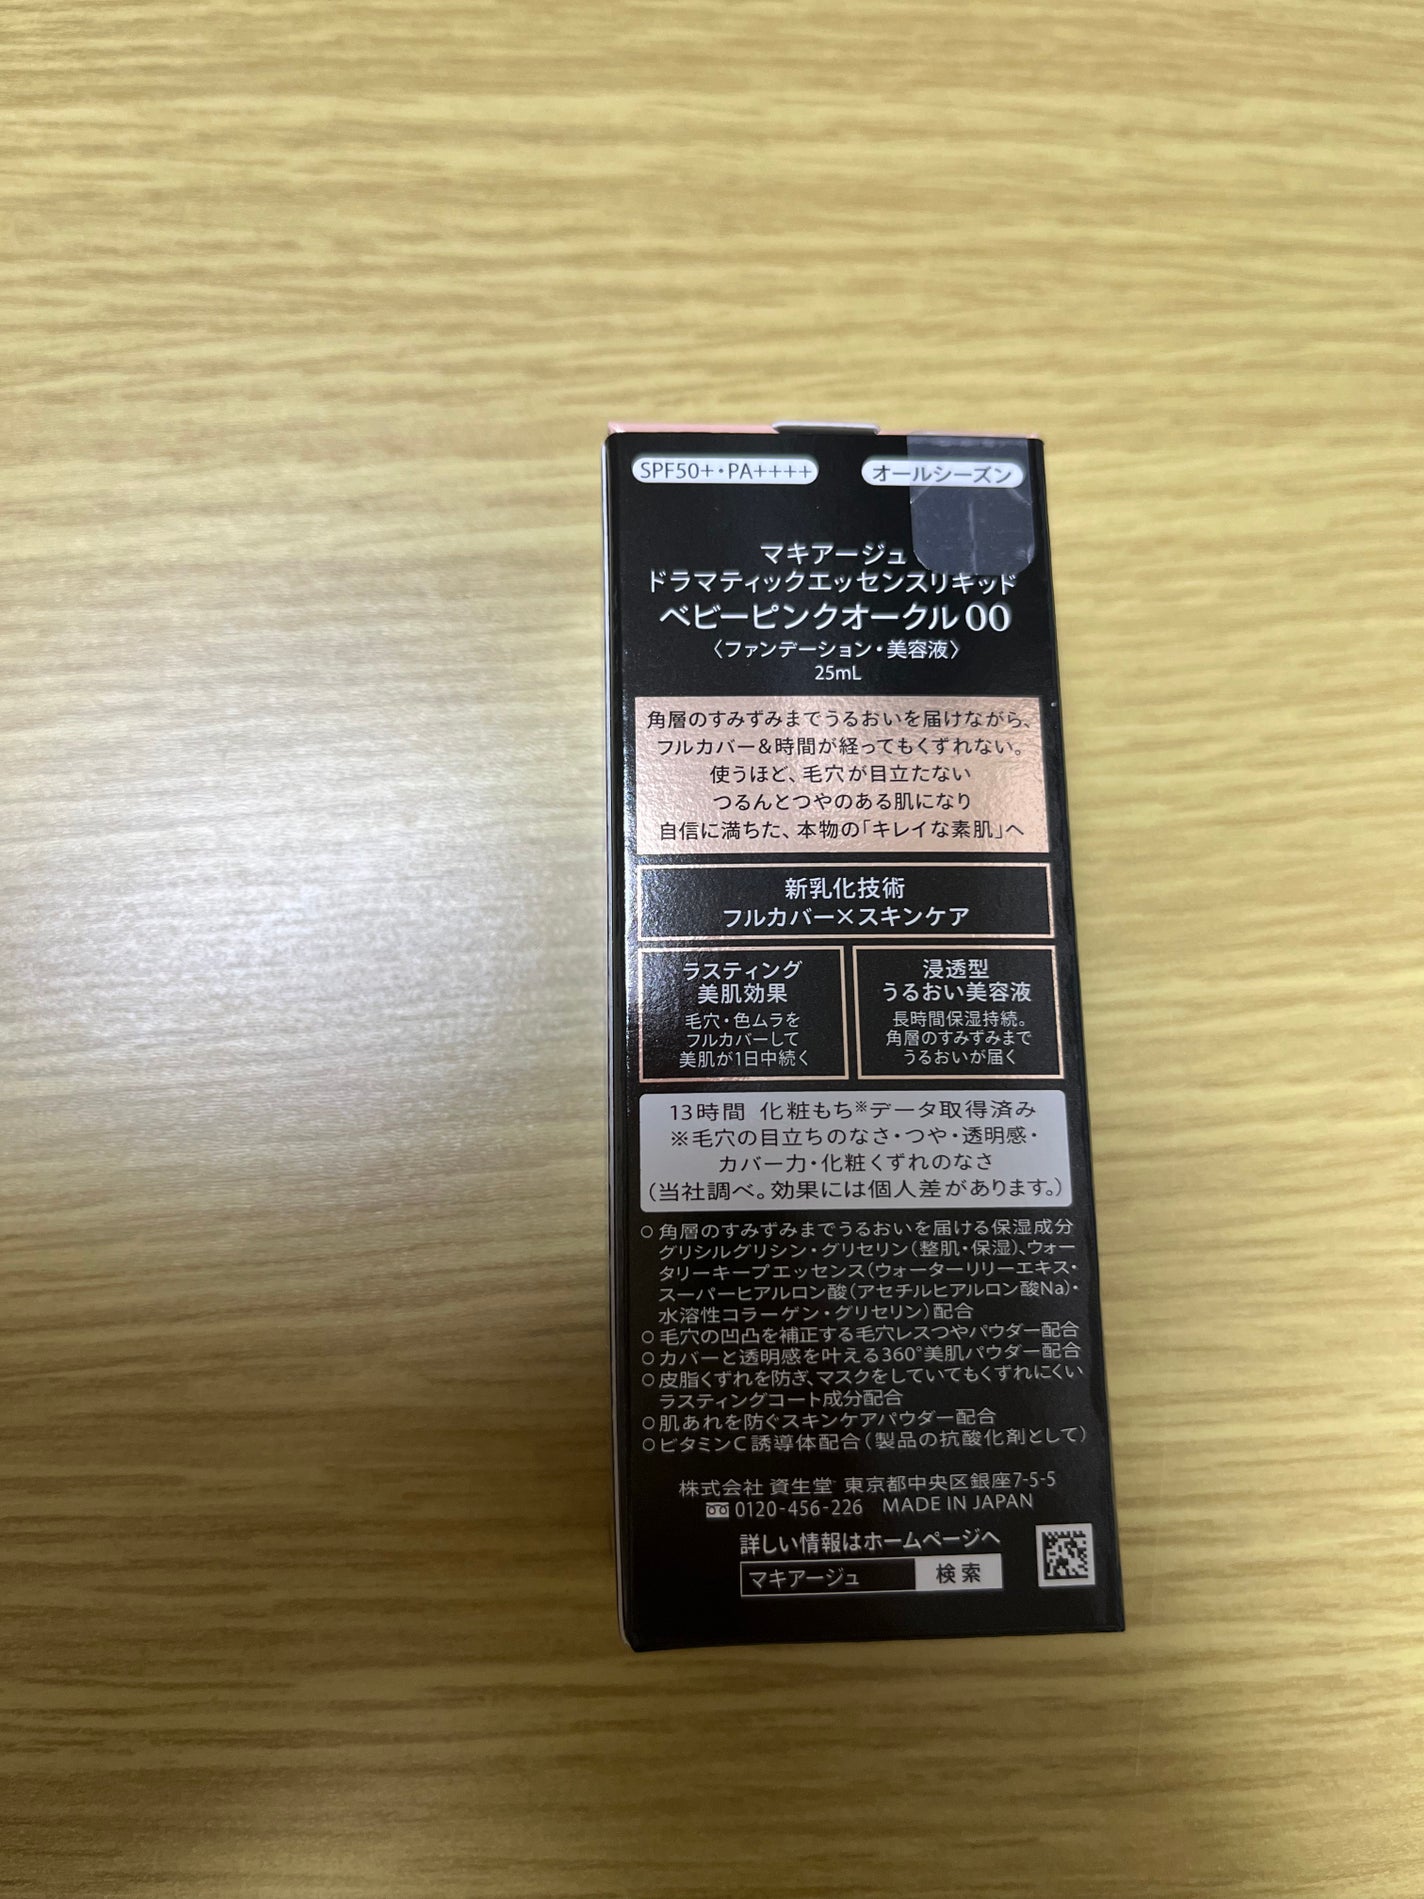 SPF50+・PA++++ オールシーズン
マキアージュ
ドラマティックエッセンスリキッド
ベビーピンクオークル 00
〈ファンデーション・美容液〉
25mL
角層のすみずみまでうるおいを届けながら、
フルカバー&時間が経ってもくずれない。
使うほど、毛穴が目立たない
つるんとつやのある肌になり
自信に満ちた、本物の「キレイな素肌」へ
新乳化技術
フルカバー×スキンケア
ラスティング
美肌効果
毛穴・色ムラを
フルカバーして
美肌が1日中続く
浸透型
うるおい美容液
長時間保湿持続。
角層のすみずみまで
うるおいが届く
13時間 化粧もち※データ取得済み
※毛穴の目立ちのなさ・つや・透明感・
カバー力・化粧くずれのなさ
（当社調べ。効果には個人差があります。）
○角層のすみずみまでうるおいを届ける保湿成分
グリシルグリシン・グリセリン（整肌・保湿）、ウォー
タリーキープエッセンス（ウォーターリリーエキス・
スーパーヒアルロン酸（アセチルヒアルロン酸Na）・
水溶性コラーゲン・グリセリン）配合
○毛穴の凹凸を補正する毛穴レスつやパウダー配合
○カバーと透明感を叶える360°美肌パウダー配合
○皮脂くずれを防ぎ、マスクをしていてもくずれにくい
ラスティングコート成分配合
○肌あれを防ぐスキンケアパウダー配合
○ビタミンC誘導体配合（製品の抗酸化剤として）
株式会社 資生堂 東京都中央区銀座7-5-5
0120-456-226 MADE IN JAPAN
詳しい情報はホームページへ
マキアージュ 検索